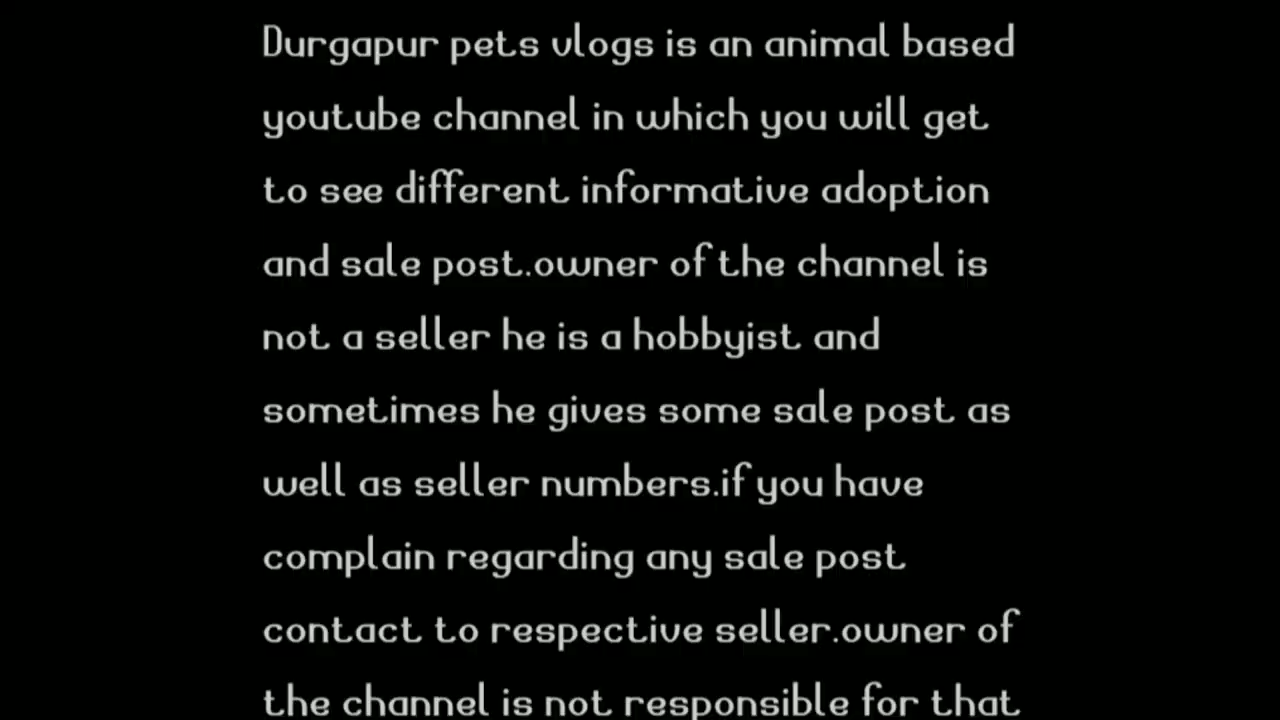 Durgapur pets vlogs is an animal based
youtube channel in which you will get
to see different informative adoption
and sale post.owner of the channel is
not a seller he is a hobbyist and
sometimes he gives some sale post as
well as seller numbers.if you have
complain regarding any sale post
contact to respective seller.owner of
the channel is not responsible for that